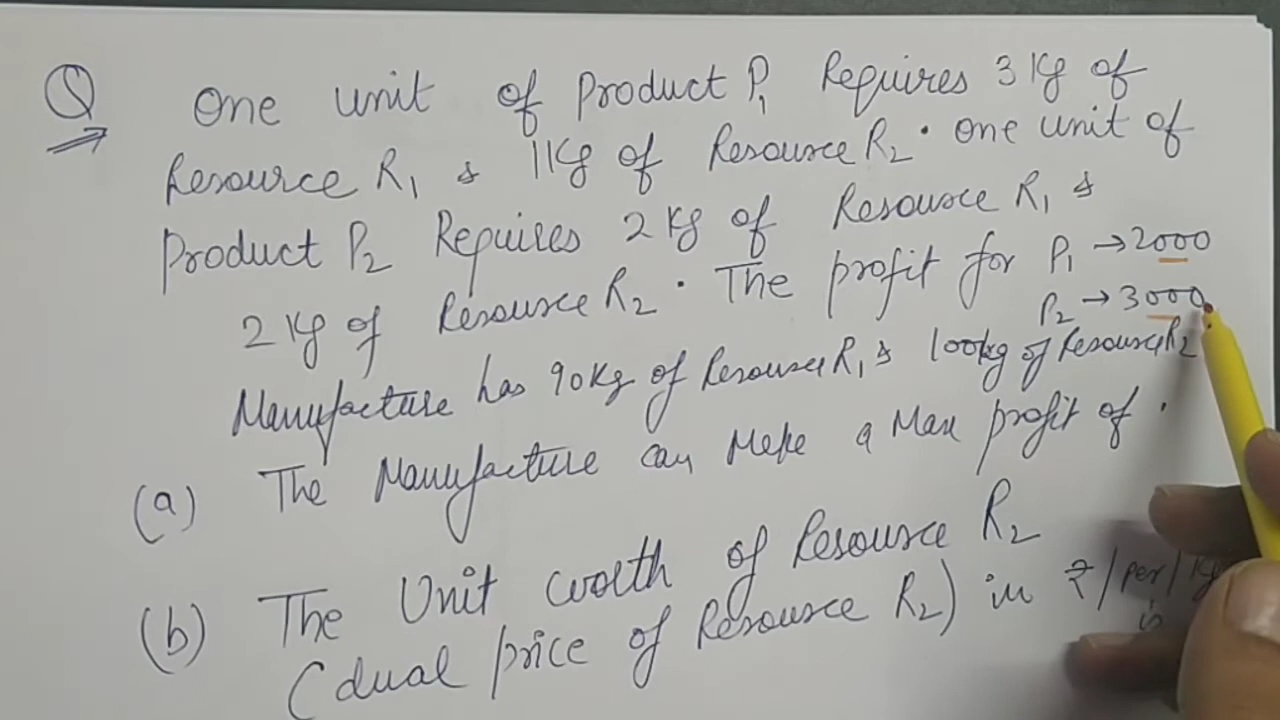 Q One unit of Product P1 Requires 3 Kg of
Resource R1 & 1 Kg of Resource R2. One unit of
Product P2 Requires 2 Kg of Resource R1 &
2 Kg of Resource R2. The profit for P1 → 2000
P2 → 3000
Manufacture has 90 Kg of Resource R1 & 100 kg of Resource R2
(a) The Manufacture can Make a Max profit of .
(b) The Unit worth of Resource R2
(dual price of Resource R2) in ₹/per/Kg
is